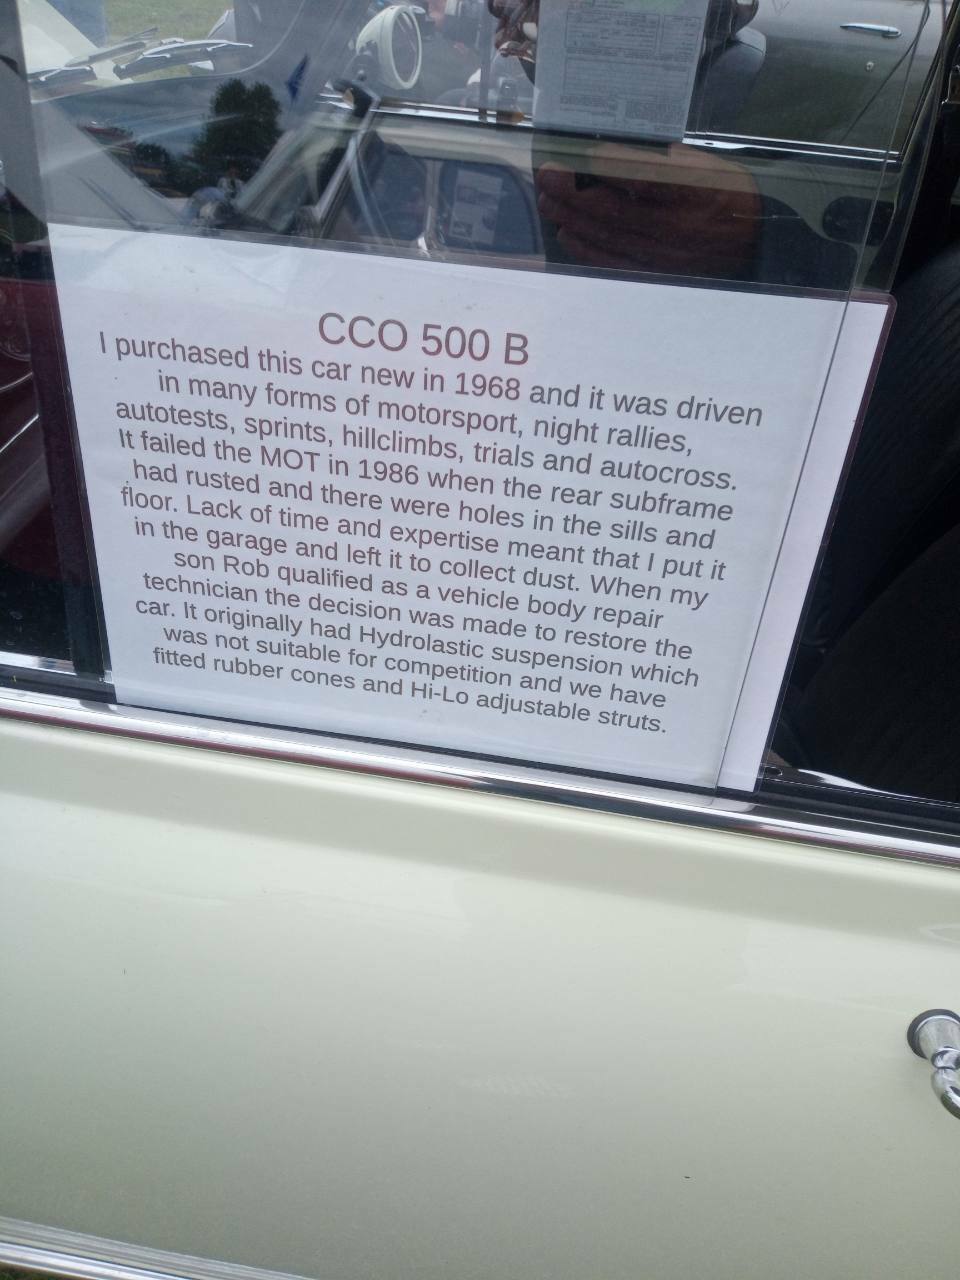 CCO 500 B
I purchased this car new in 1968 and it was driven
in many forms of motorsport, night rallies,
autotests, sprints, hillclimbs, trials and autocross.
It failed the MOT in 1986 when the rear subframe
had rusted and there were holes in the sills and
floor. Lack of time and expertise meant that I put it
in the garage and left it to collect dust. When my
son Rob qualified as a vehicle body repair
technician the decision was made to restore the
car. It originally had Hydrolastic suspension which
was not suitable for competition and we have
fitted rubber cones and Hi-Lo adjustable struts.